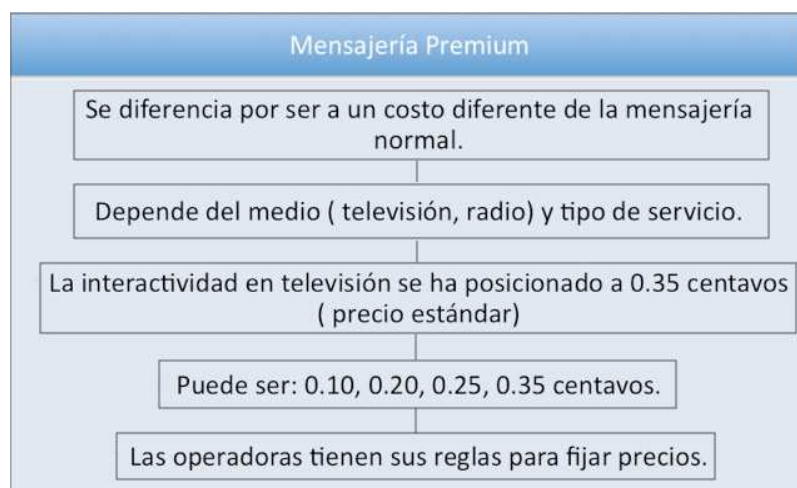 Mensajería Premium
Se diferencia por ser a un costo diferente de la mensajería
normal.
Depende del medio ( televisión, radio) y tipo de servicio.
La interactividad en televisión se ha posicionado a 0.35 centavos
( precio estándar)
Puede ser: 0.10, 0.20, 0.25, 0.35 centavos.
Las operadoras tienen sus reglas para fijar precios.